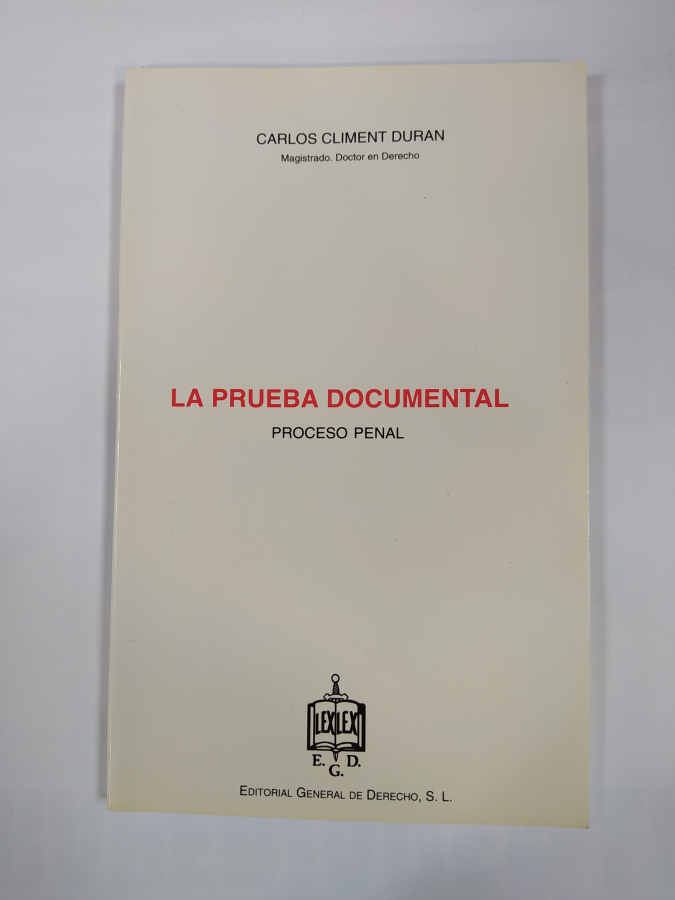 CARLOS CLIMENT DURAN
Magistrado. Doctor en Derecho
LA PRUEBA DOCUMENTAL
PROCESO PENAL
LEX LEX
E. G. D.
EDITORIAL GENERAL DE DERECHO, S. L.